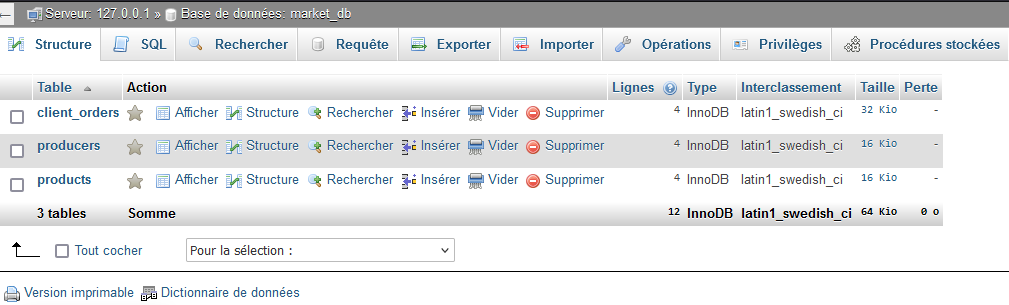 Serveur: 127.0.0.1 » Base de données: market_db
Structure SQL Rechercher Requête Exporter Importer Opérations Privilèges Procédures stockées
Table Action Lignes Type Interclassement Taille Perte
client_orders Afficher Structure Rechercher Insérer Vider Supprimer 4 InnoDB latin1_swedish_ci 32 Kio -
producers Afficher Structure Rechercher Insérer Vider Supprimer 4 InnoDB latin1_swedish_ci 16 Kio -
products Afficher Structure Rechercher Insérer Vider Supprimer 4 InnoDB latin1_swedish_ci 16 Kio -
3 tables Somme 12 InnoDB latin1_swedish_ci 64 Kio 0 o
Tout cocher Pour la sélection :
Version imprimable Dictionnaire de données